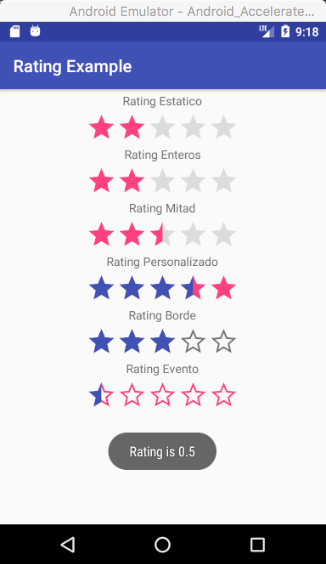 Android Emulator - Android_Accelerate...
LTE 9:18
Rating Example
Rating Estatico
Rating Enteros
Rating Mitad
Rating Personalizado
Rating Borde
Rating Evento
Rating is 0.5